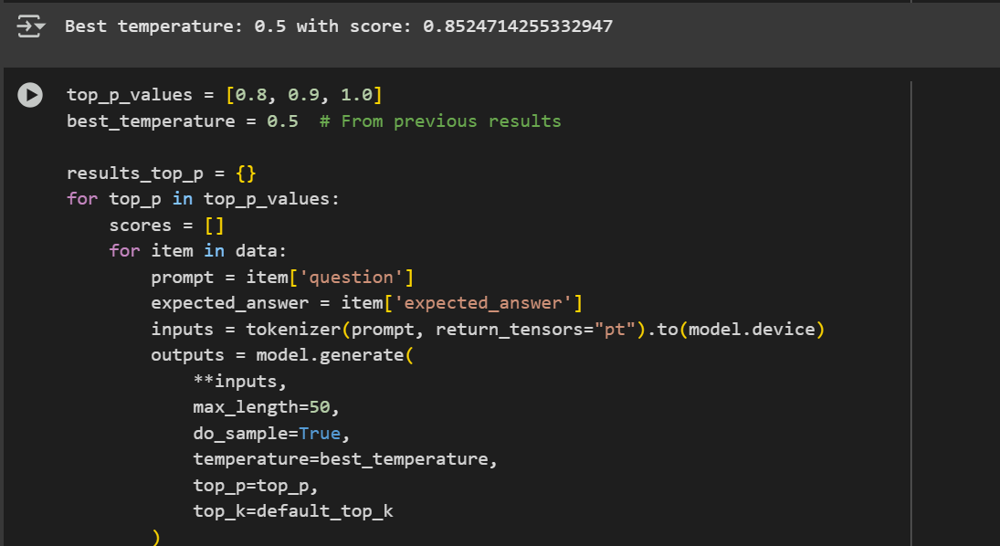 Best temperature: 0.5 with score: 0.8524714255332947
top_p_values = [0.8, 0.9, 1.0]
best_temperature = 0.5  # From previous results
results_top_p = {}
for top_p in top_p_values:
    scores = []
    for item in data:
        prompt = item['question']
        expected_answer = item['expected_answer']
        inputs = tokenizer(prompt, return_tensors="pt").to(model.device)
        outputs = model.generate(
            **inputs,
            max_length=50,
            do_sample=True,
            temperature=best_temperature,
            top_p=top_p,
            top_k=default_top_k
        )